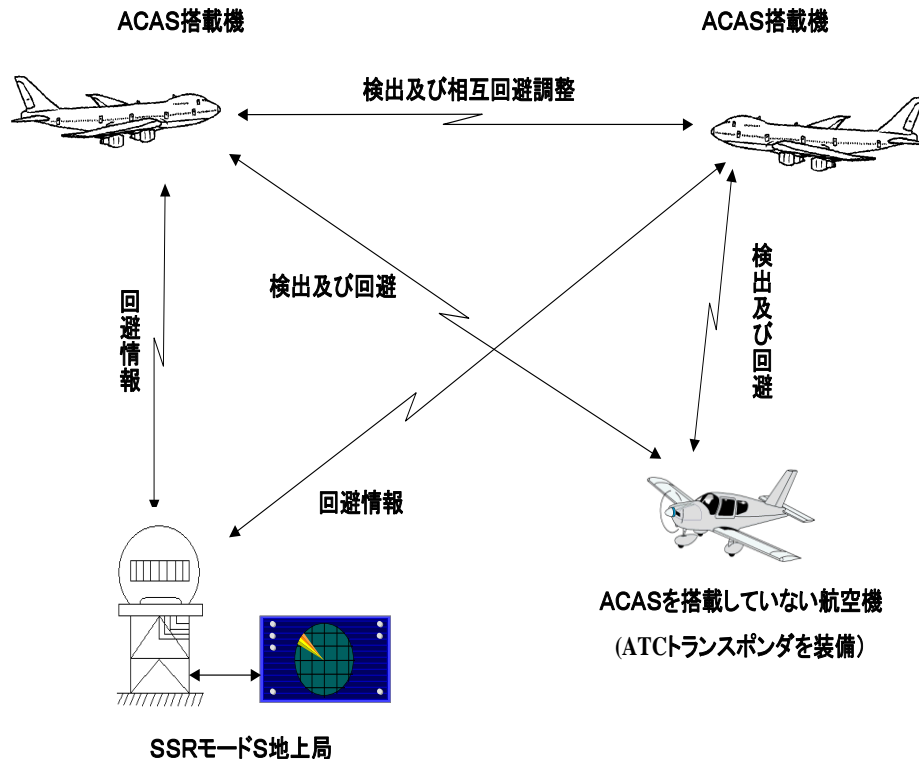 ACAS搭載機
ACAS搭載機
検出及び相互回避調整
検出及び回避
検出及び回避
回避情報
回避情報
ACASを搭載していない航空機
(ATCトランスポンダを装備)
SSRモードS地上局